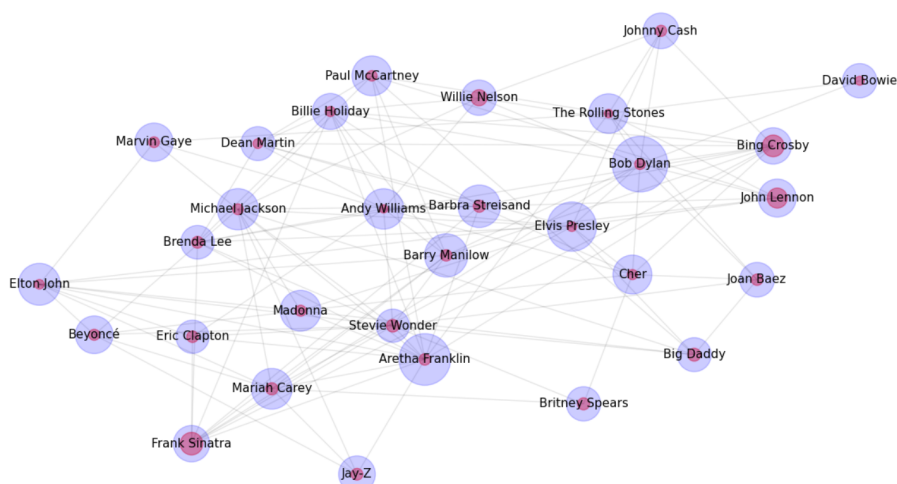 Johnny Cash
Paul McCartney
David Bowie
Willie Nelson
Billie Holiday
The Rolling Stones
Marvin Gaye
Dean Martin
Bing Crosby
Bob Dylan
John Lennon
Michael Jackson
Andy Williams
Barbra Streisand
Elvis Presley
Brenda Lee
Barry Manilow
Cher
Joan Baez
Elton John
Madonna
Stevie Wonder
Beyoncé
Eric Clapton
Big Daddy
Aretha Franklin
Mariah Carey
Britney Spears
Frank Sinatra
Jay-Z